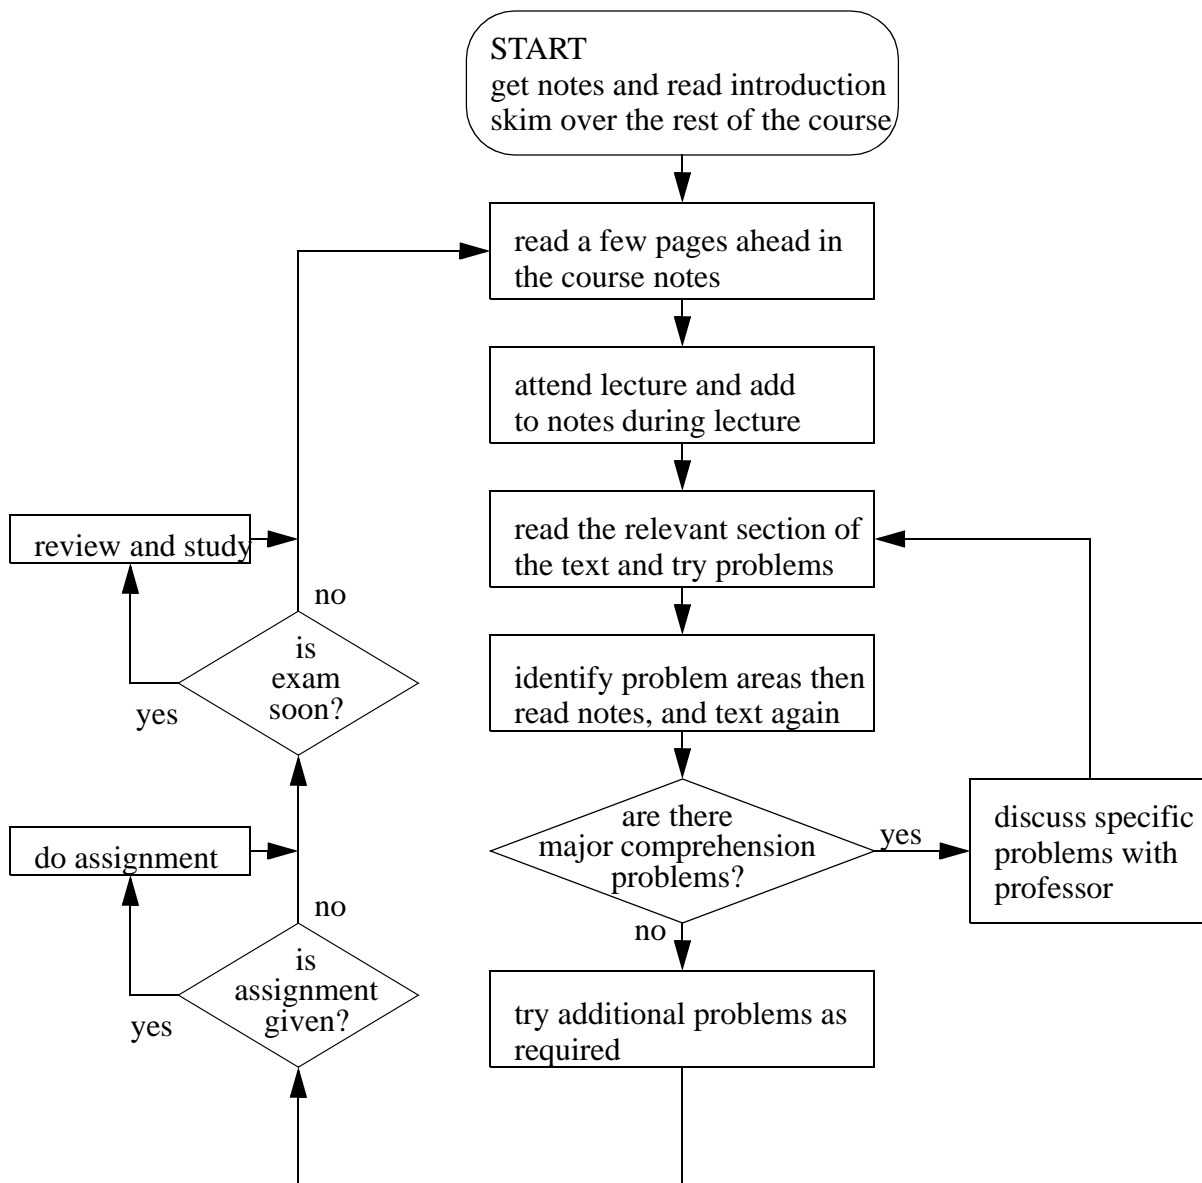 START
get notes and read introduction
skim over the rest of the course
read a few pages ahead in
the course notes
attend lecture and add
to notes during lecture
read the relevant section of
the text and try problems
identify problem areas then
read notes, and text again
are there
major comprehension
problems?
yes
discuss specific
problems with
professor
no
try additional problems as
required
is
assignment
given?
yes
no
do assignment
is
exam
soon?
yes
no
review and study